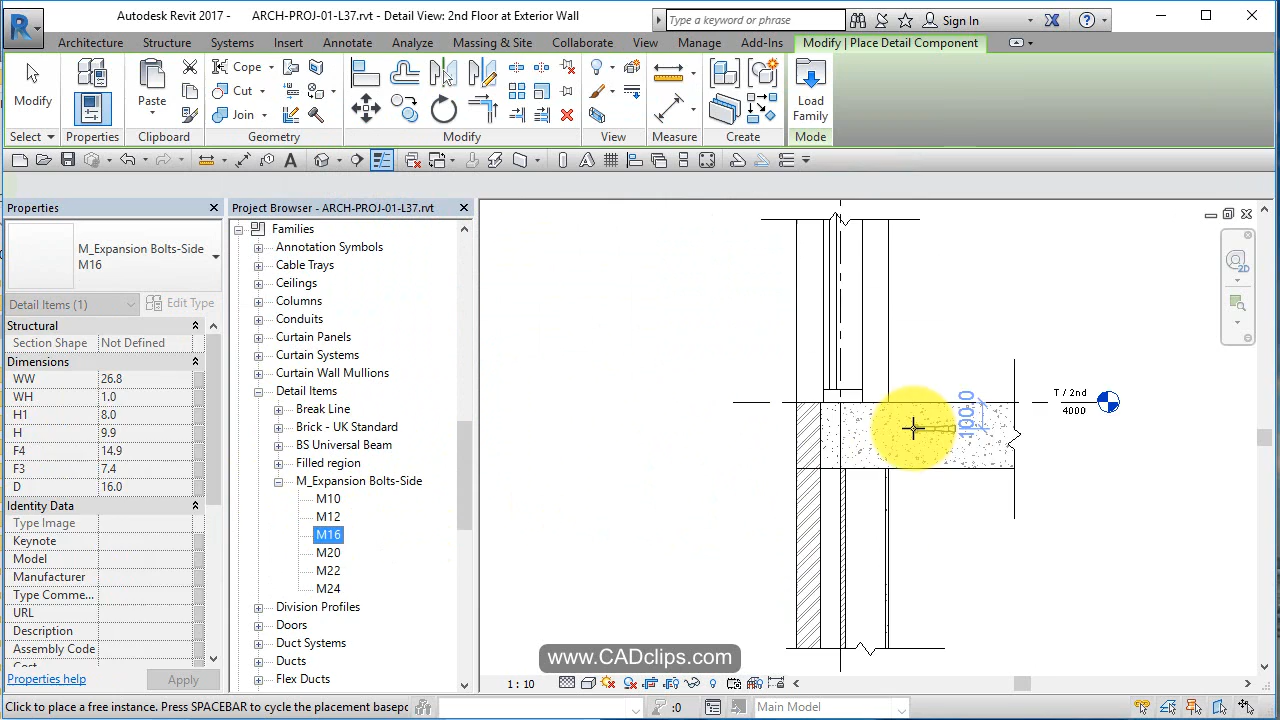 Autodesk Revit 2017 - ARCH-PROJ-01-L37.rvt - Detail View: 2nd Floor at Exterior Wall
Type a keyword or phrase
Sign In
Architecture Structure Systems Insert Annotate Analyze Massing & Site Collaborate View Manage Add-Ins Modify | Place Detail Component
Modify
Paste
Cope
Cut
Join
Load
Family
Select Properties Clipboard Geometry Modify View Measure Create Mode
Properties
M_Expansion Bolts-Side
M16
Detail Items (1)
Edit Type
Structural
Section Shape Not Defined
Dimensions
WW 26.8
WH 1.0
H1 8.0
H 9.9
F4 14.9
F3 7.4
D 16.0
Identity Data
Type Image
Keynote
Model
Manufacturer
Type Comme...
URL
Description
Assembly Code
Cost
Properties help
Apply
Project Browser - ARCH-PROJ-01-L37.rvt
Families
Annotation Symbols
Cable Trays
Ceilings
Columns
Conduits
Curtain Panels
Curtain Systems
Curtain Wall Mullions
Detail Items
Break Line
Brick - UK Standard
BS Universal Beam
Filled region
M_Expansion Bolts-Side
M10
M12
M16
M20
M22
M24
Division Profiles
Doors
Duct Systems
Ducts
Flex Ducts
100.0
T / 2nd
4000
2D
www.CADclips.com
1 : 10
Click to place a free instance. Press SPACEBAR to cycle the placement basepo
:0
Main Model